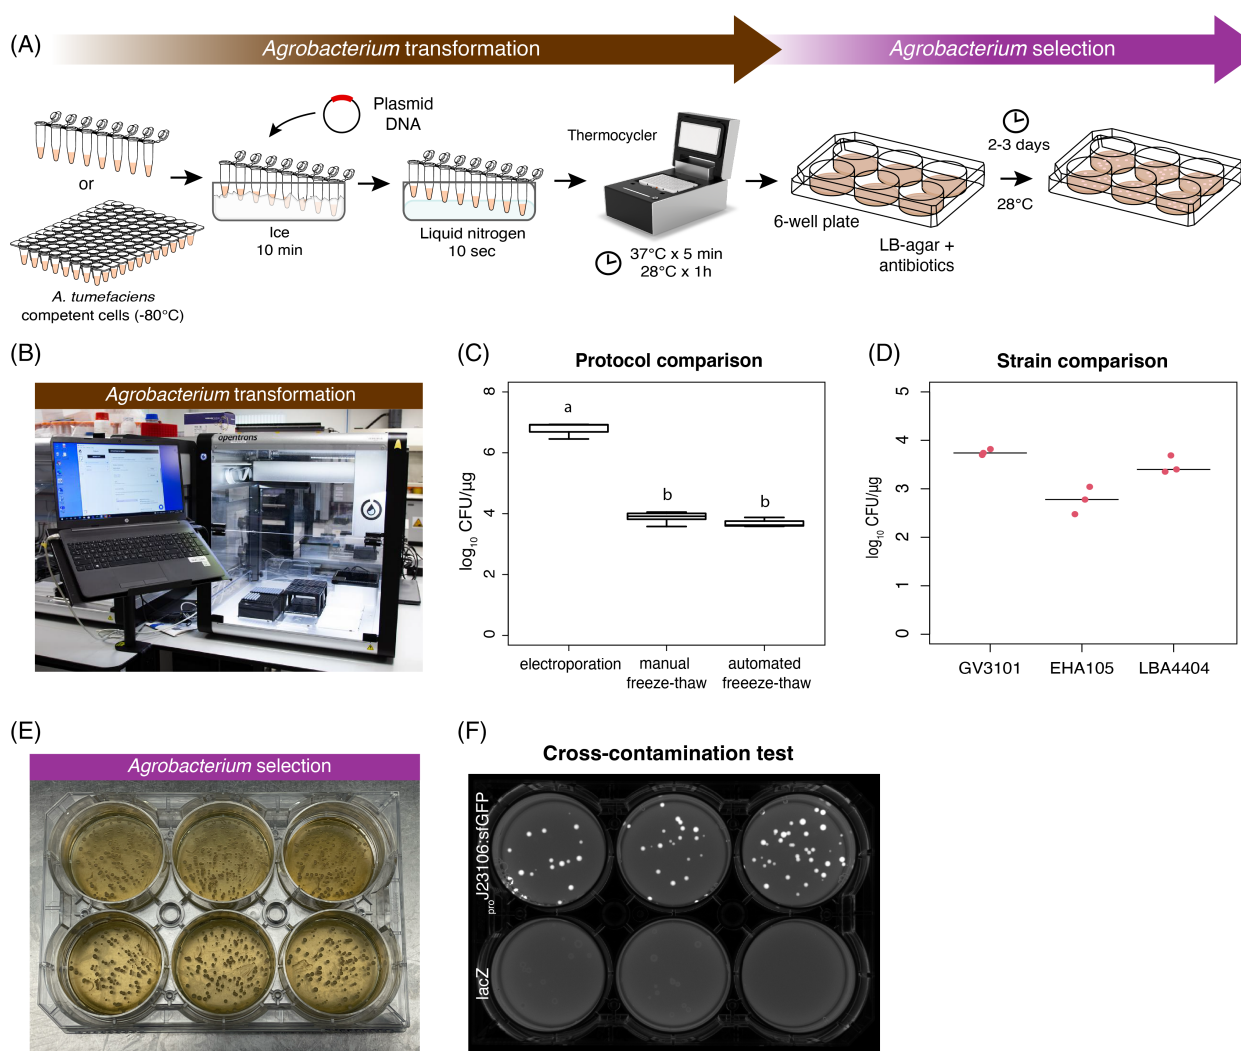 (A)
Agrobacterium transformation
Agrobacterium selection
Plasmid
DNA
or
A. tumefaciens
competent cells (-80°C)
Ice
10 min
Liquid nitrogen
10 sec
Thermocycler
37°C x 5 min
28°C x 1h
6-well plate
LB-agar +
antibiotics
2-3 days
28°C
(B)
Agrobacterium transformation
opentrons
(C)
Protocol comparison
log10 CFU/µg
8
6
4
2
0
a
b
b
electroporation
manual
freeeze-thaw
automated
freeeze-thaw
(D)
Strain comparison
log10 CFU/µg
5
4
3
2
1
0
GV3101
EHA105
LBA4404
(E)
Agrobacterium selection
(F)
Cross-contamination test
proJ23106:sfGFP
lacZ